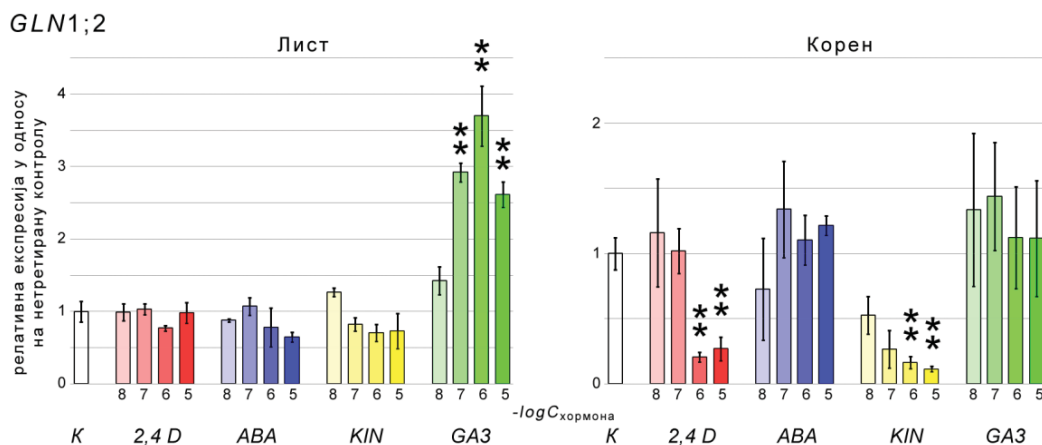 GLN1;2
Лист
Корен
релативна експресија у односу
на нетретирану контролу
**
**
**
4
3
2
1
0
8 7 6 5 8 7 6 5 8 7 6 5 8 7 6 5
K 2,4 D ABA KIN GA3
-logCхормона
2
1
0
**
**
**
**
8 7 6 5 8 7 6 5 8 7 6 5 8 7 6 5
K 2,4 D ABA KIN GA3